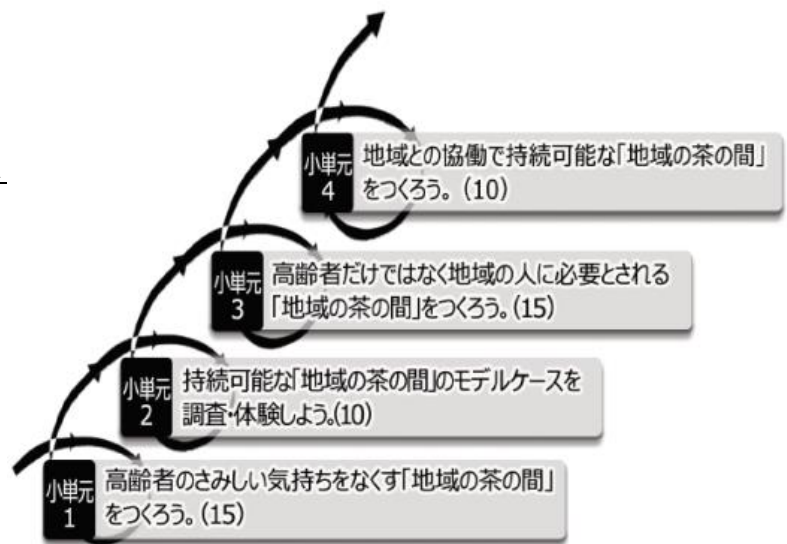 小単元
4
地域との協働で持続可能な「地域の茶の間」
をつくろう。（10）
小単元
3
高齢者だけではなく地域の人に必要とされる
「地域の茶の間」をつくろう。（15）
小単元
2
持続可能な「地域の茶の間」のモデルケースを
調査・体験しよう。（10）
小単元
1
高齢者のさみしい気持ちをなくす「地域の茶の間」
をつくろう。（15）